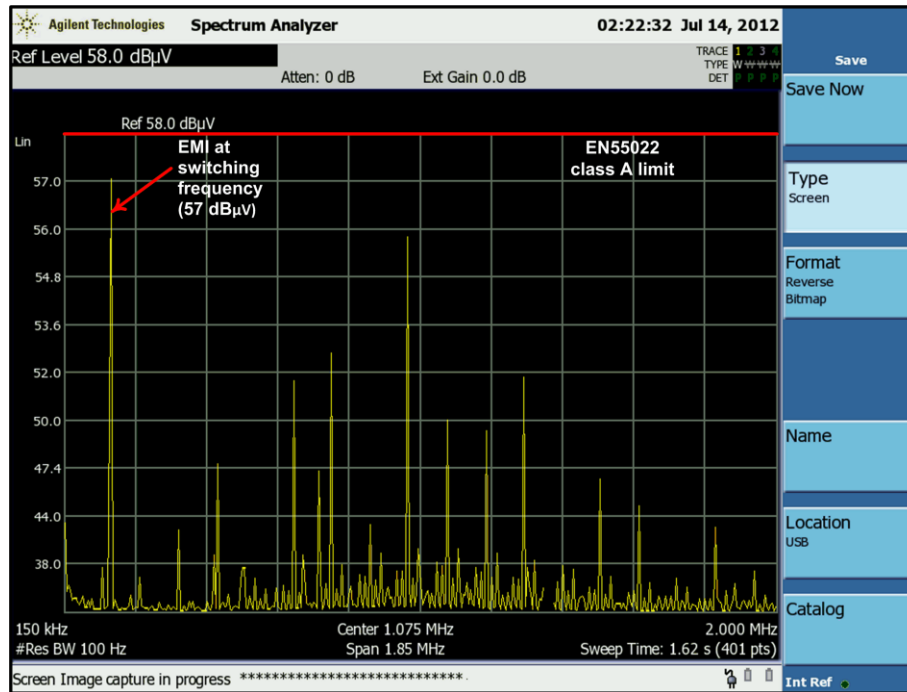 Agilent Technologies Spectrum Analyzer 02:22:32 Jul 14, 2012
Ref Level 58.0 dBµV
Atten: 0 dB Ext Gain 0.0 dB
TRACE 1 2 3 4
TYPE W W W W
DET P P P P
Ref 58.0 dBµV
Lin
EMI at
switching
frequency
(57 dBµV)
EN55022
class A limit
57.0
56.0
54.8
53.6
52.0
50.0
47.4
44.0
38.0
150 kHz Center 1.075 MHz 2.000 MHz
#Res BW 100 Hz Span 1.85 MHz Sweep Time: 1.62 s (401 pts)
Screen Image capture in progress ****************************.
Save
Save Now
Type
Screen
Format
Reverse
Bitmap
Name
Location
USB
Catalog
Int Ref